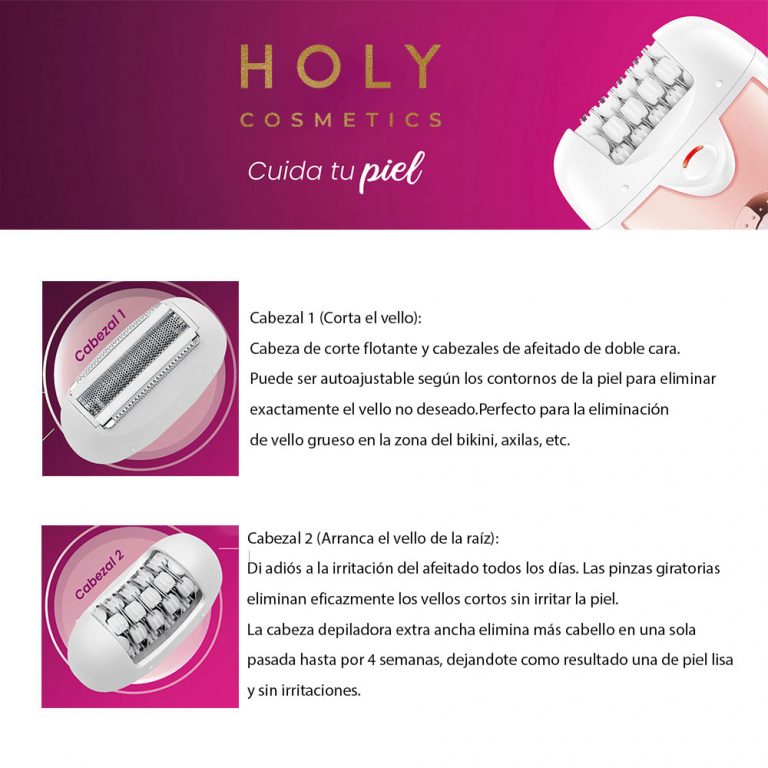 HOLY
COSMETICS
Cuida tu piel
Cabezal 1
Cabezal 1 (Corta el vello):
Cabeza de corte flotante y cabezales de afeitado de doble cara.
Puede ser autoajustable según los contornos de la piel para eliminar
exactamente el vello no deseado.Perfecto para la eliminación
de vello grueso en la zona del bikini, axilas, etc.
Cabezal 2
Cabezal 2 (Arranca el vello de la raíz):
Di adiós a la irritación del afeitado todos los días. Las pinzas giratorias
eliminan eficazmente los vellos cortos sin irritar la piel.
La cabeza depiladora extra ancha elimina más cabello en una sola
pasada hasta por 4 semanas, dejandote como resultado una de piel lisa
y sin irritaciones.